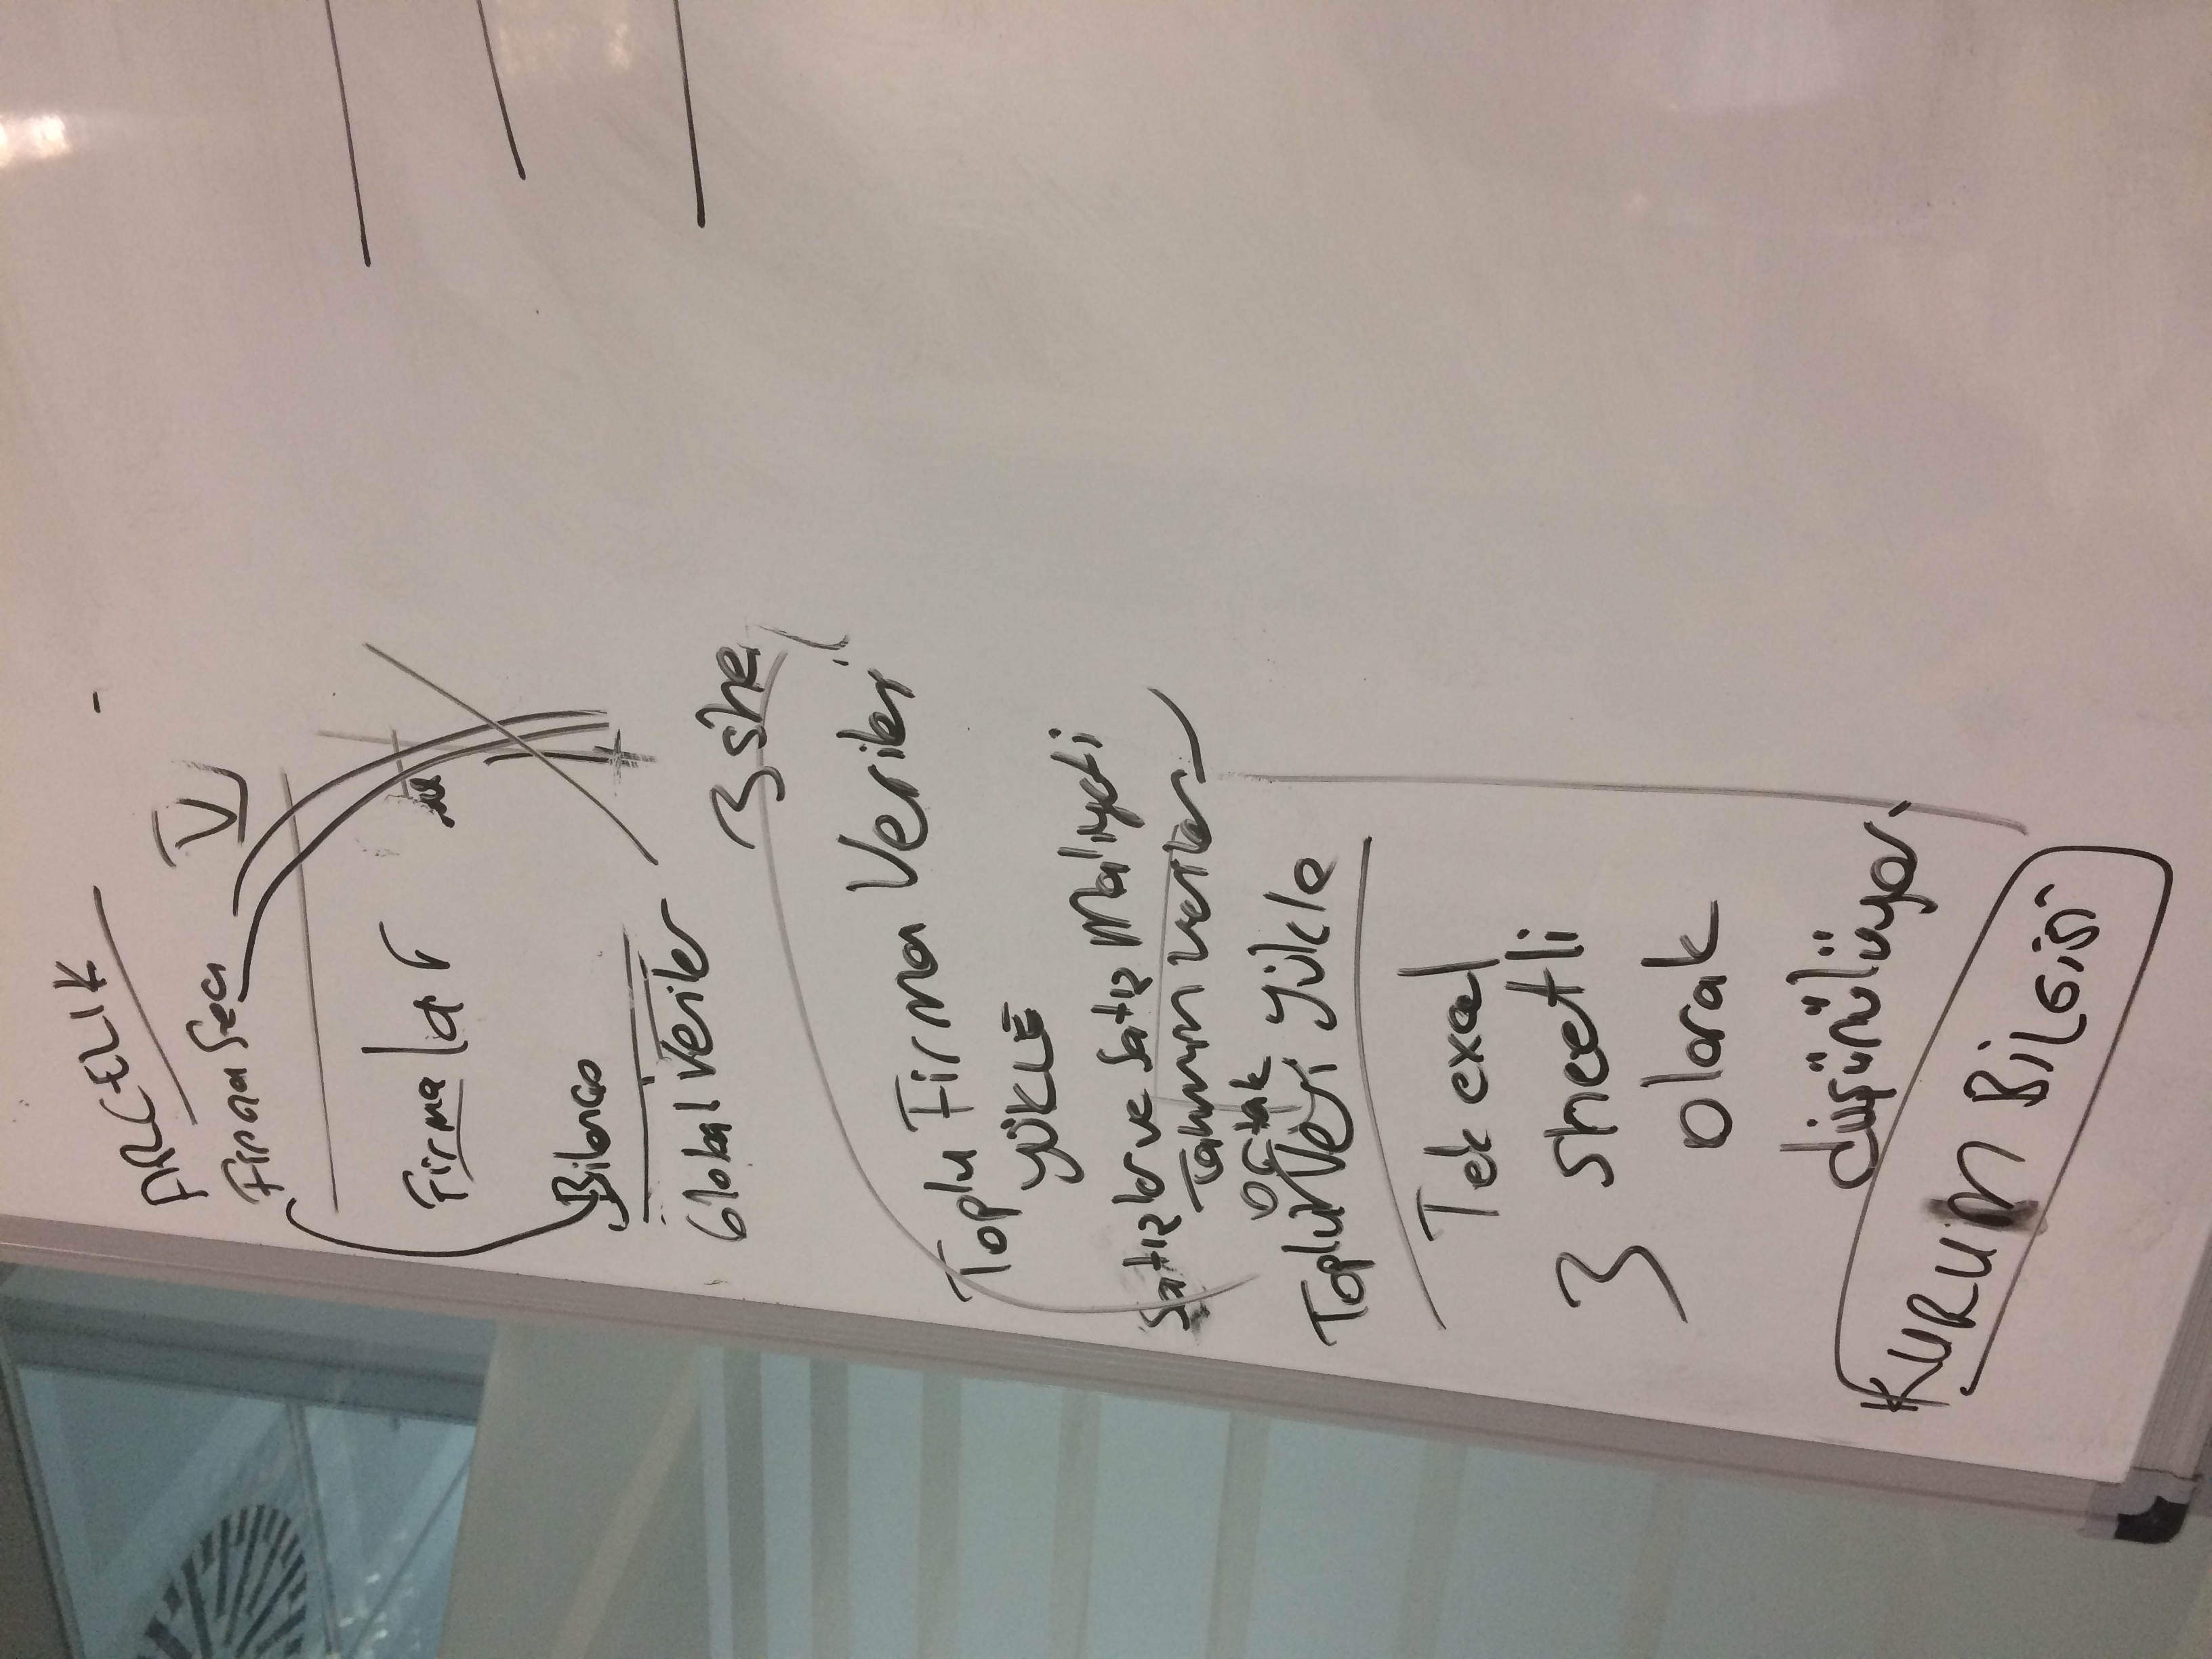 ARCELIK
Firma Seç
Firmalar
Bilanço
Global Veriler
3 she
Toplu Firma Verileri
YÜKLE
Satışlar ve Satış Maliyeti
Tahmin Veriler
ortak
Toplu Veri Yükle
Tek excel
3 sheetli
olarak
düşünülüyor.
KURUM BİLGİSİ